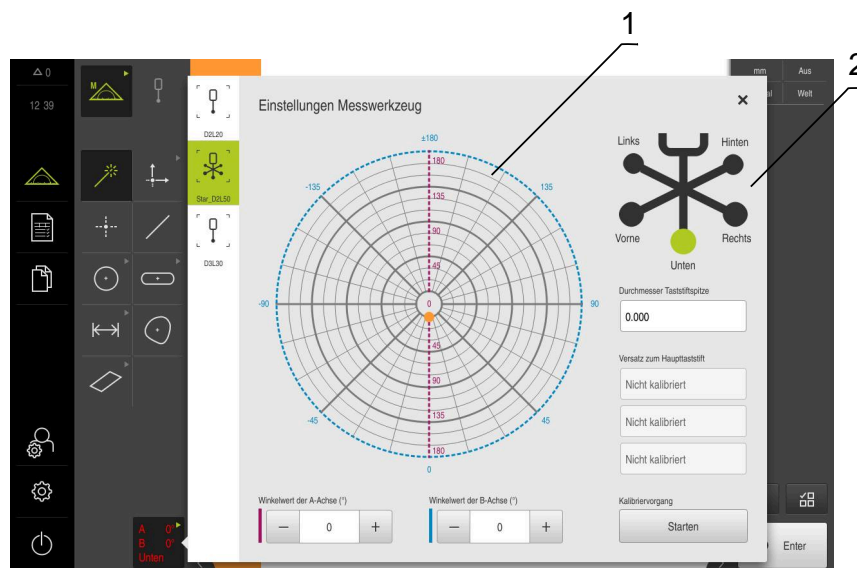 1
2
0
12 39
M
D2L20
Star_D2L50
D3L30
Einstellungen Messwerkzeug
mm
Aus
al
Welt
±180
-135
135
-90
90
-45
45
0
180
135
90
45
0
45
90
135
180
Links
Hinten
Vorne
Rechts
Unten
Durchmesser Taststiftspitze
0.000
Versatz zum Haupttaststift
Nicht kalibriert
Nicht kalibriert
Nicht kalibriert
Kalibriervorgang
Starten
Winkelwert der A-Achse (°)
− 0 +
Winkelwert der B-Achse (°)
− 0 +
A 0°
B 0°
Unten
Enter